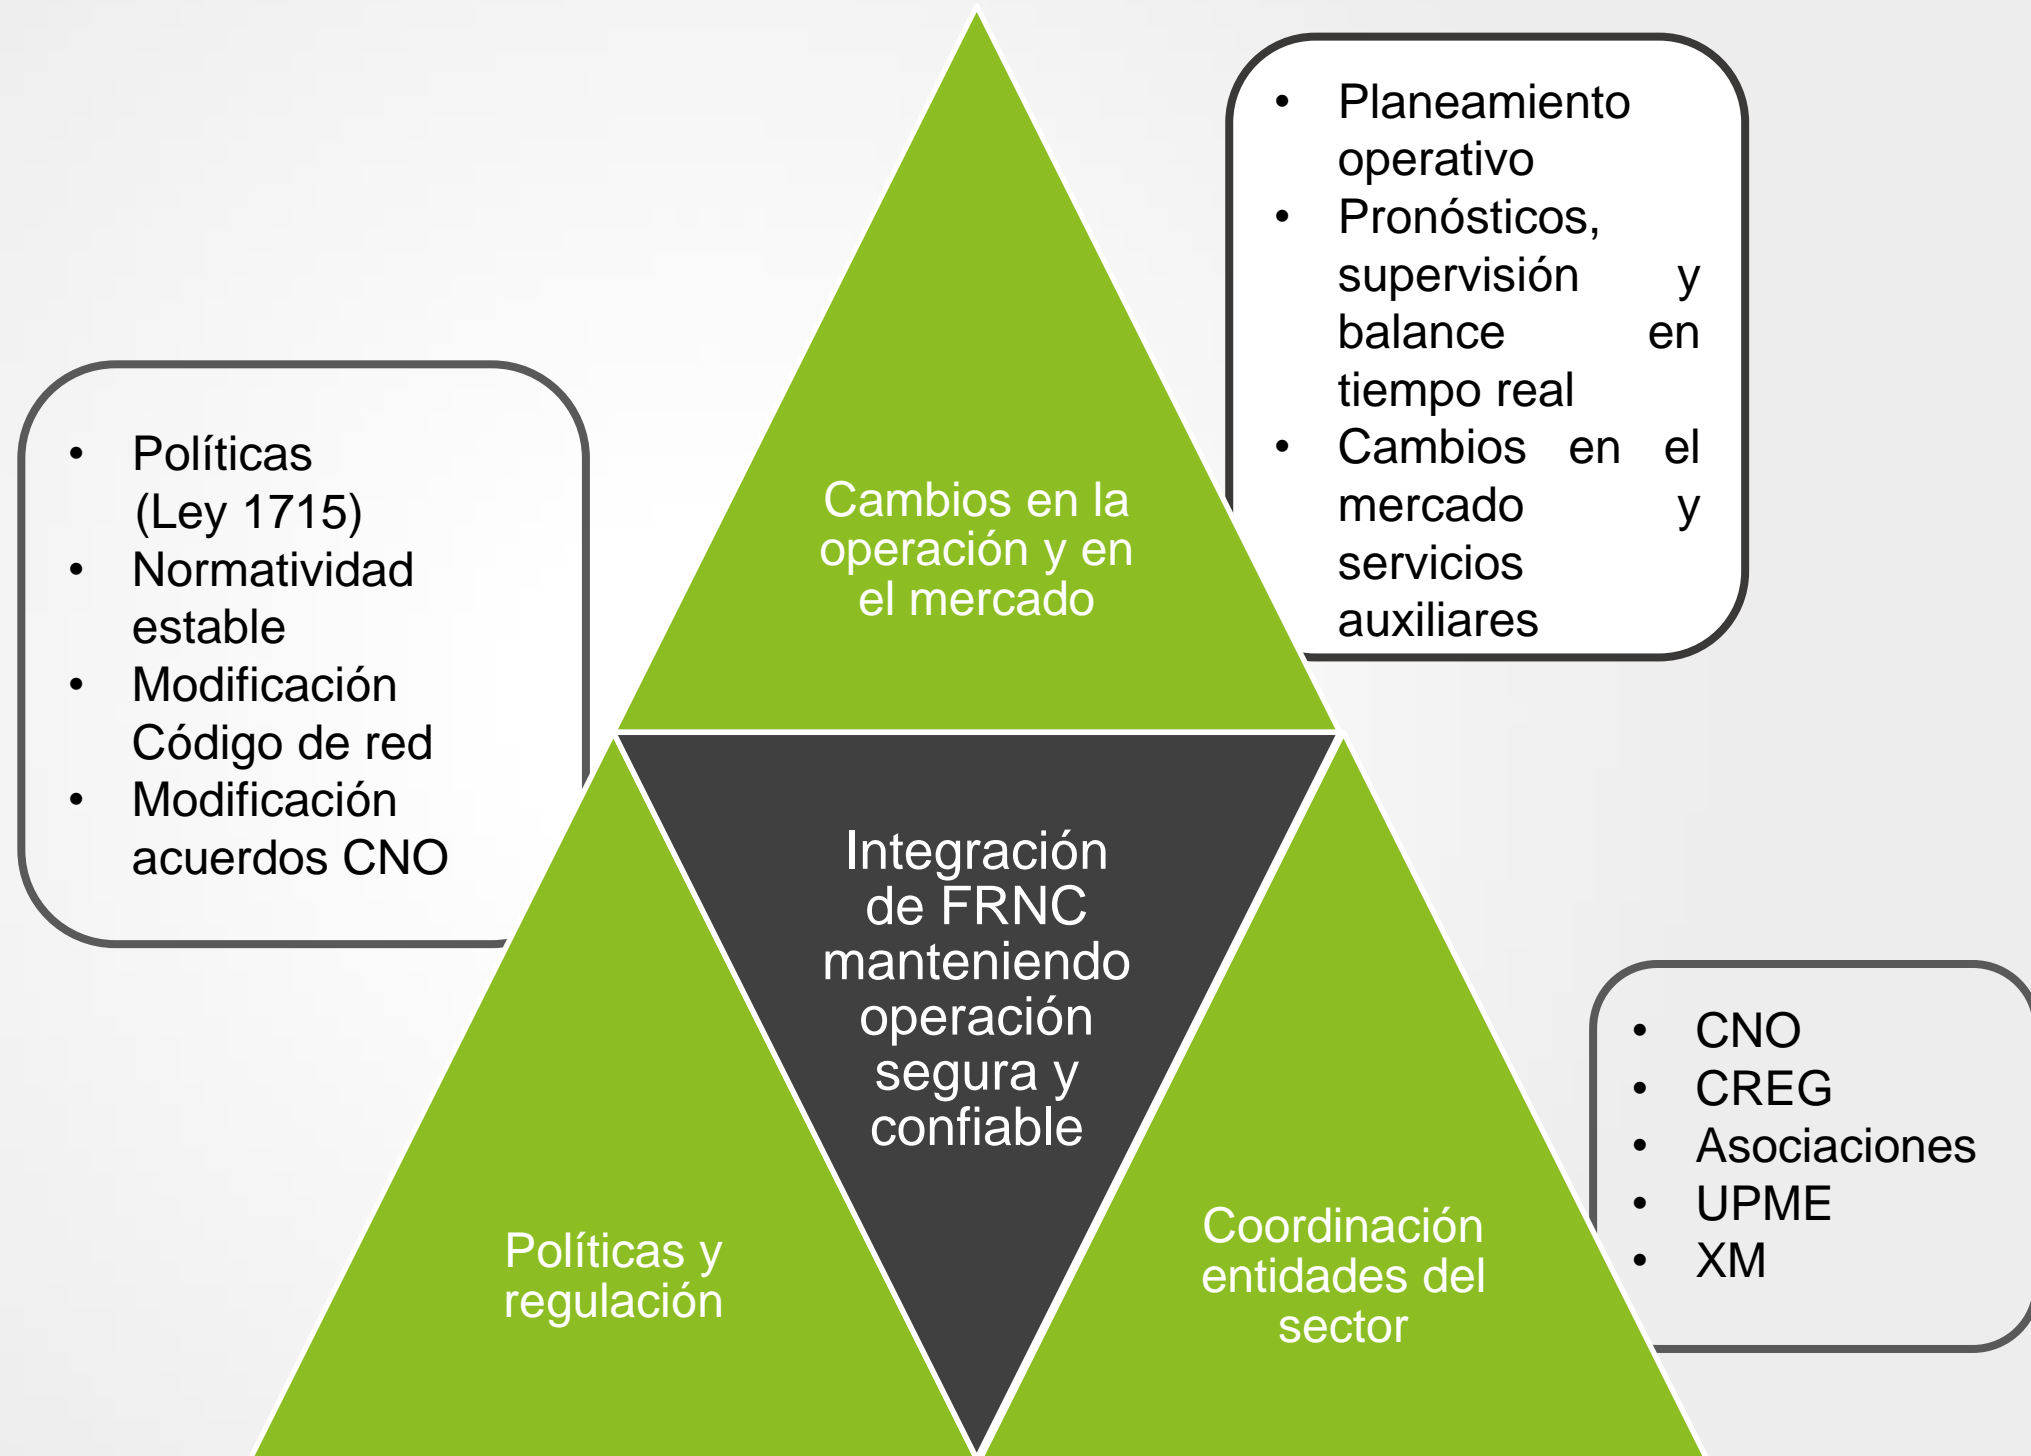 • Planeamiento
operativo
• Pronósticos,
supervisión y
balance en
tiempo real
• Cambios en el
mercado y
servicios
auxiliares
• Políticas
(Ley 1715)
• Normatividad
estable
• Modificación
Código de red
• Modificación
acuerdos CNO
Cambios en la
operación y en
el mercado
Integración
de FRNC
manteniendo
operación
segura y
confiable
Políticas y
regulación
Coordinación
entidades del
sector
• CNO
• CREG
• Asociaciones
• UPME
• XM